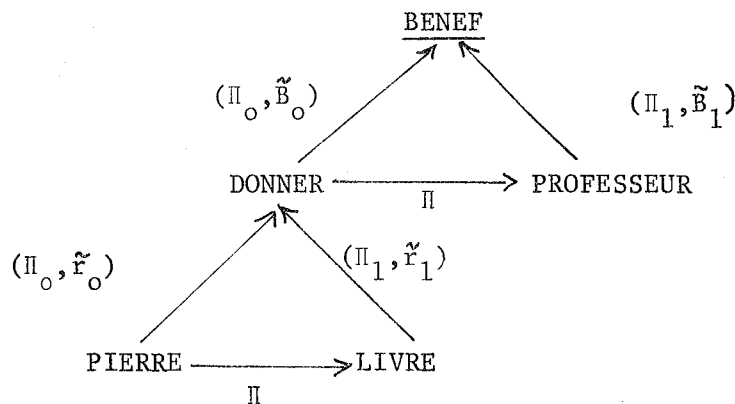 BENEF
(Π₀,B̃₀) (Π₁,B̃₁)
DONNER PROFESSEUR
Π
(Π₀,r̃₀) (Π₁,r̃₁)
PIERRE LIVRE
Π